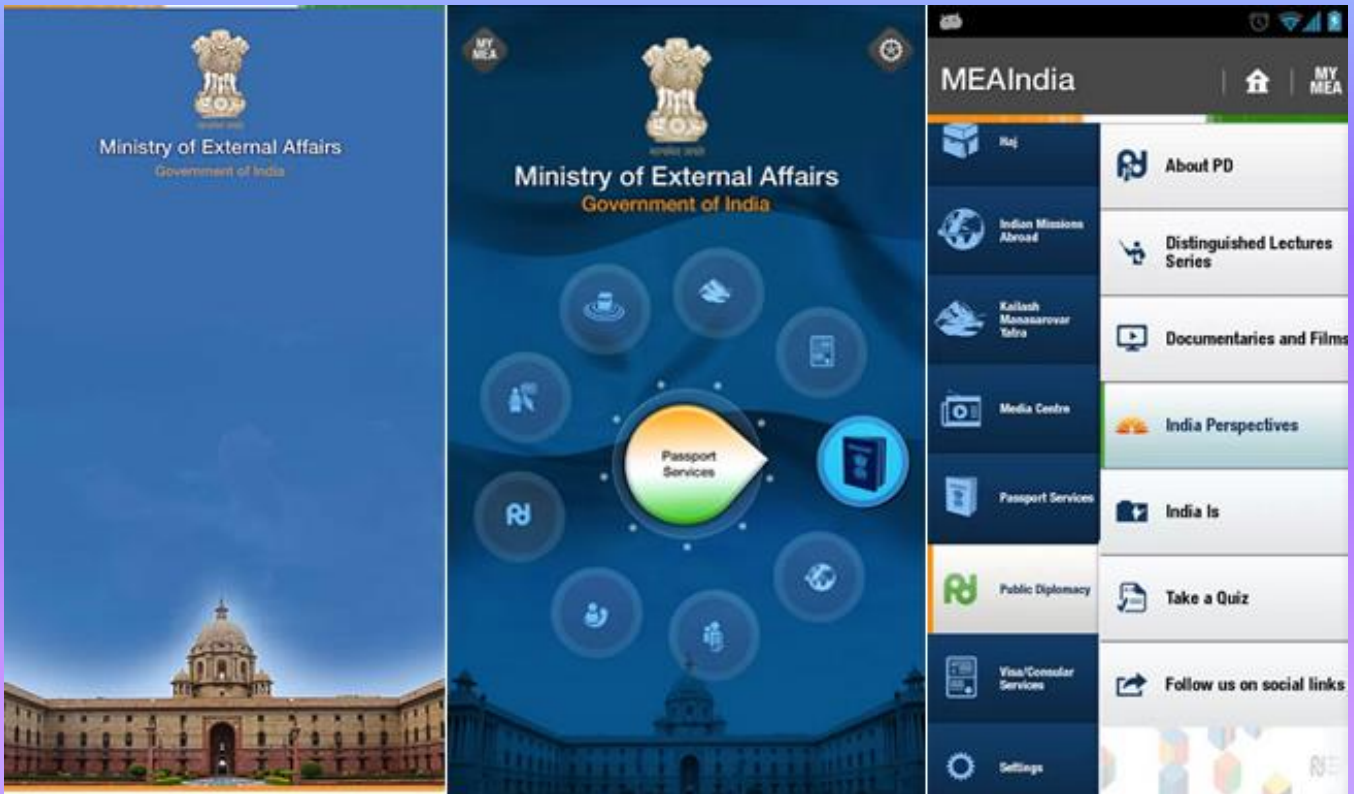 Ministry of External Affairs
Government of India
MY
MEA
Ministry of External Affairs
Government of India
Passport
Services
MEAIndia
MY
MEA
Haj
Indian Missions
Abroad
Kailash
Manasarovar
Yatra
Media Centre
Passport Services
Public Diplomacy
Visa/Consular
Services
Settings
About PD
Distinguished Lectures
Series
Documentaries and Films
India Perspectives
India Is
Take a Quiz
Follow us on social links